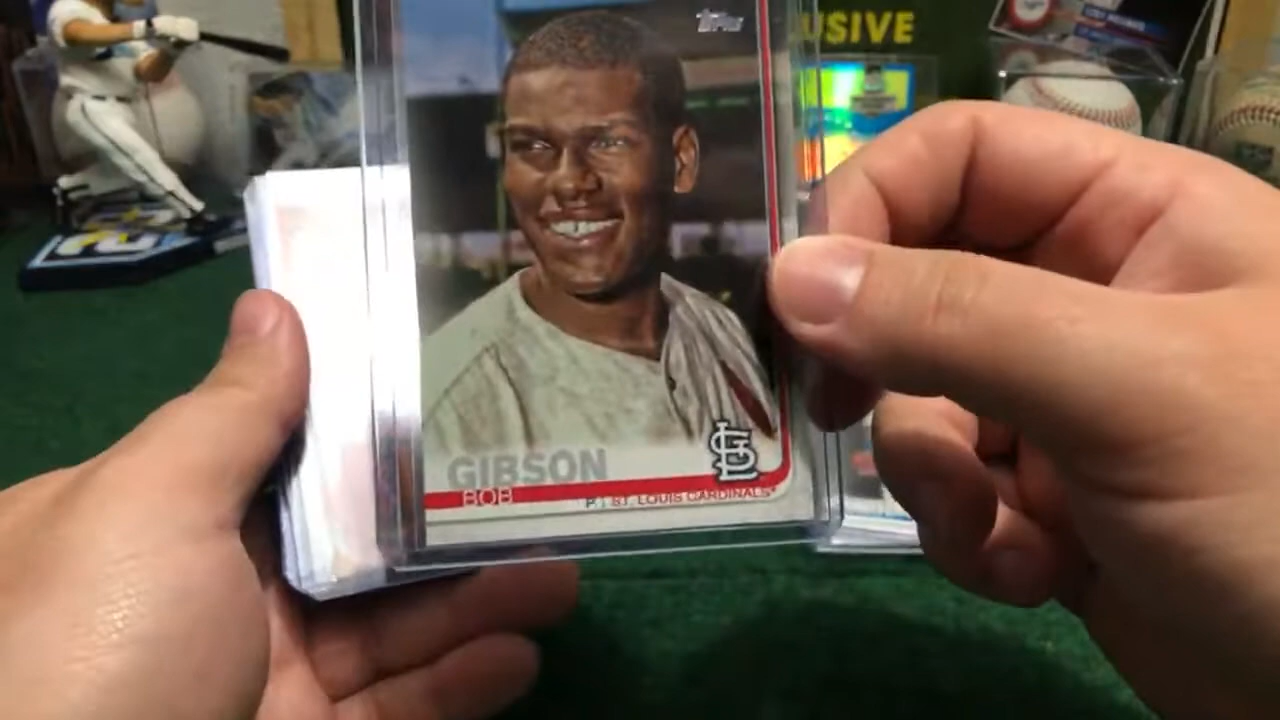 Topps
USIVE
GIBSON
BOB
P | ST. LOUIS CARDINALS®
STL